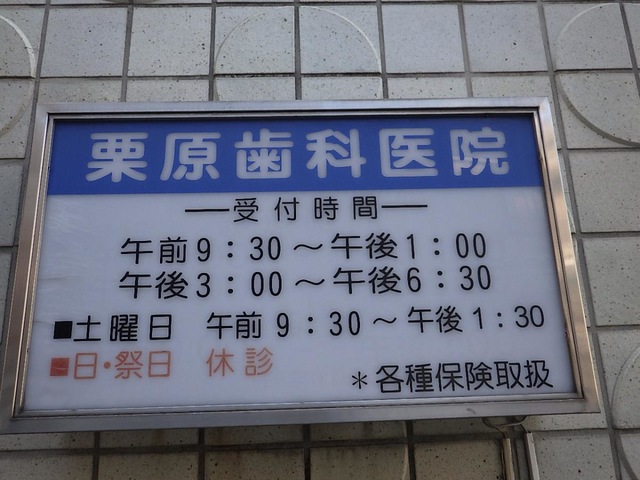 栗原歯科医院
受付時間
午前9:30～午後1:00
午後3:00～午後6:30
■土曜日 午前9:30～午後1:30
■日・祭日 休診
＊各種保険取扱